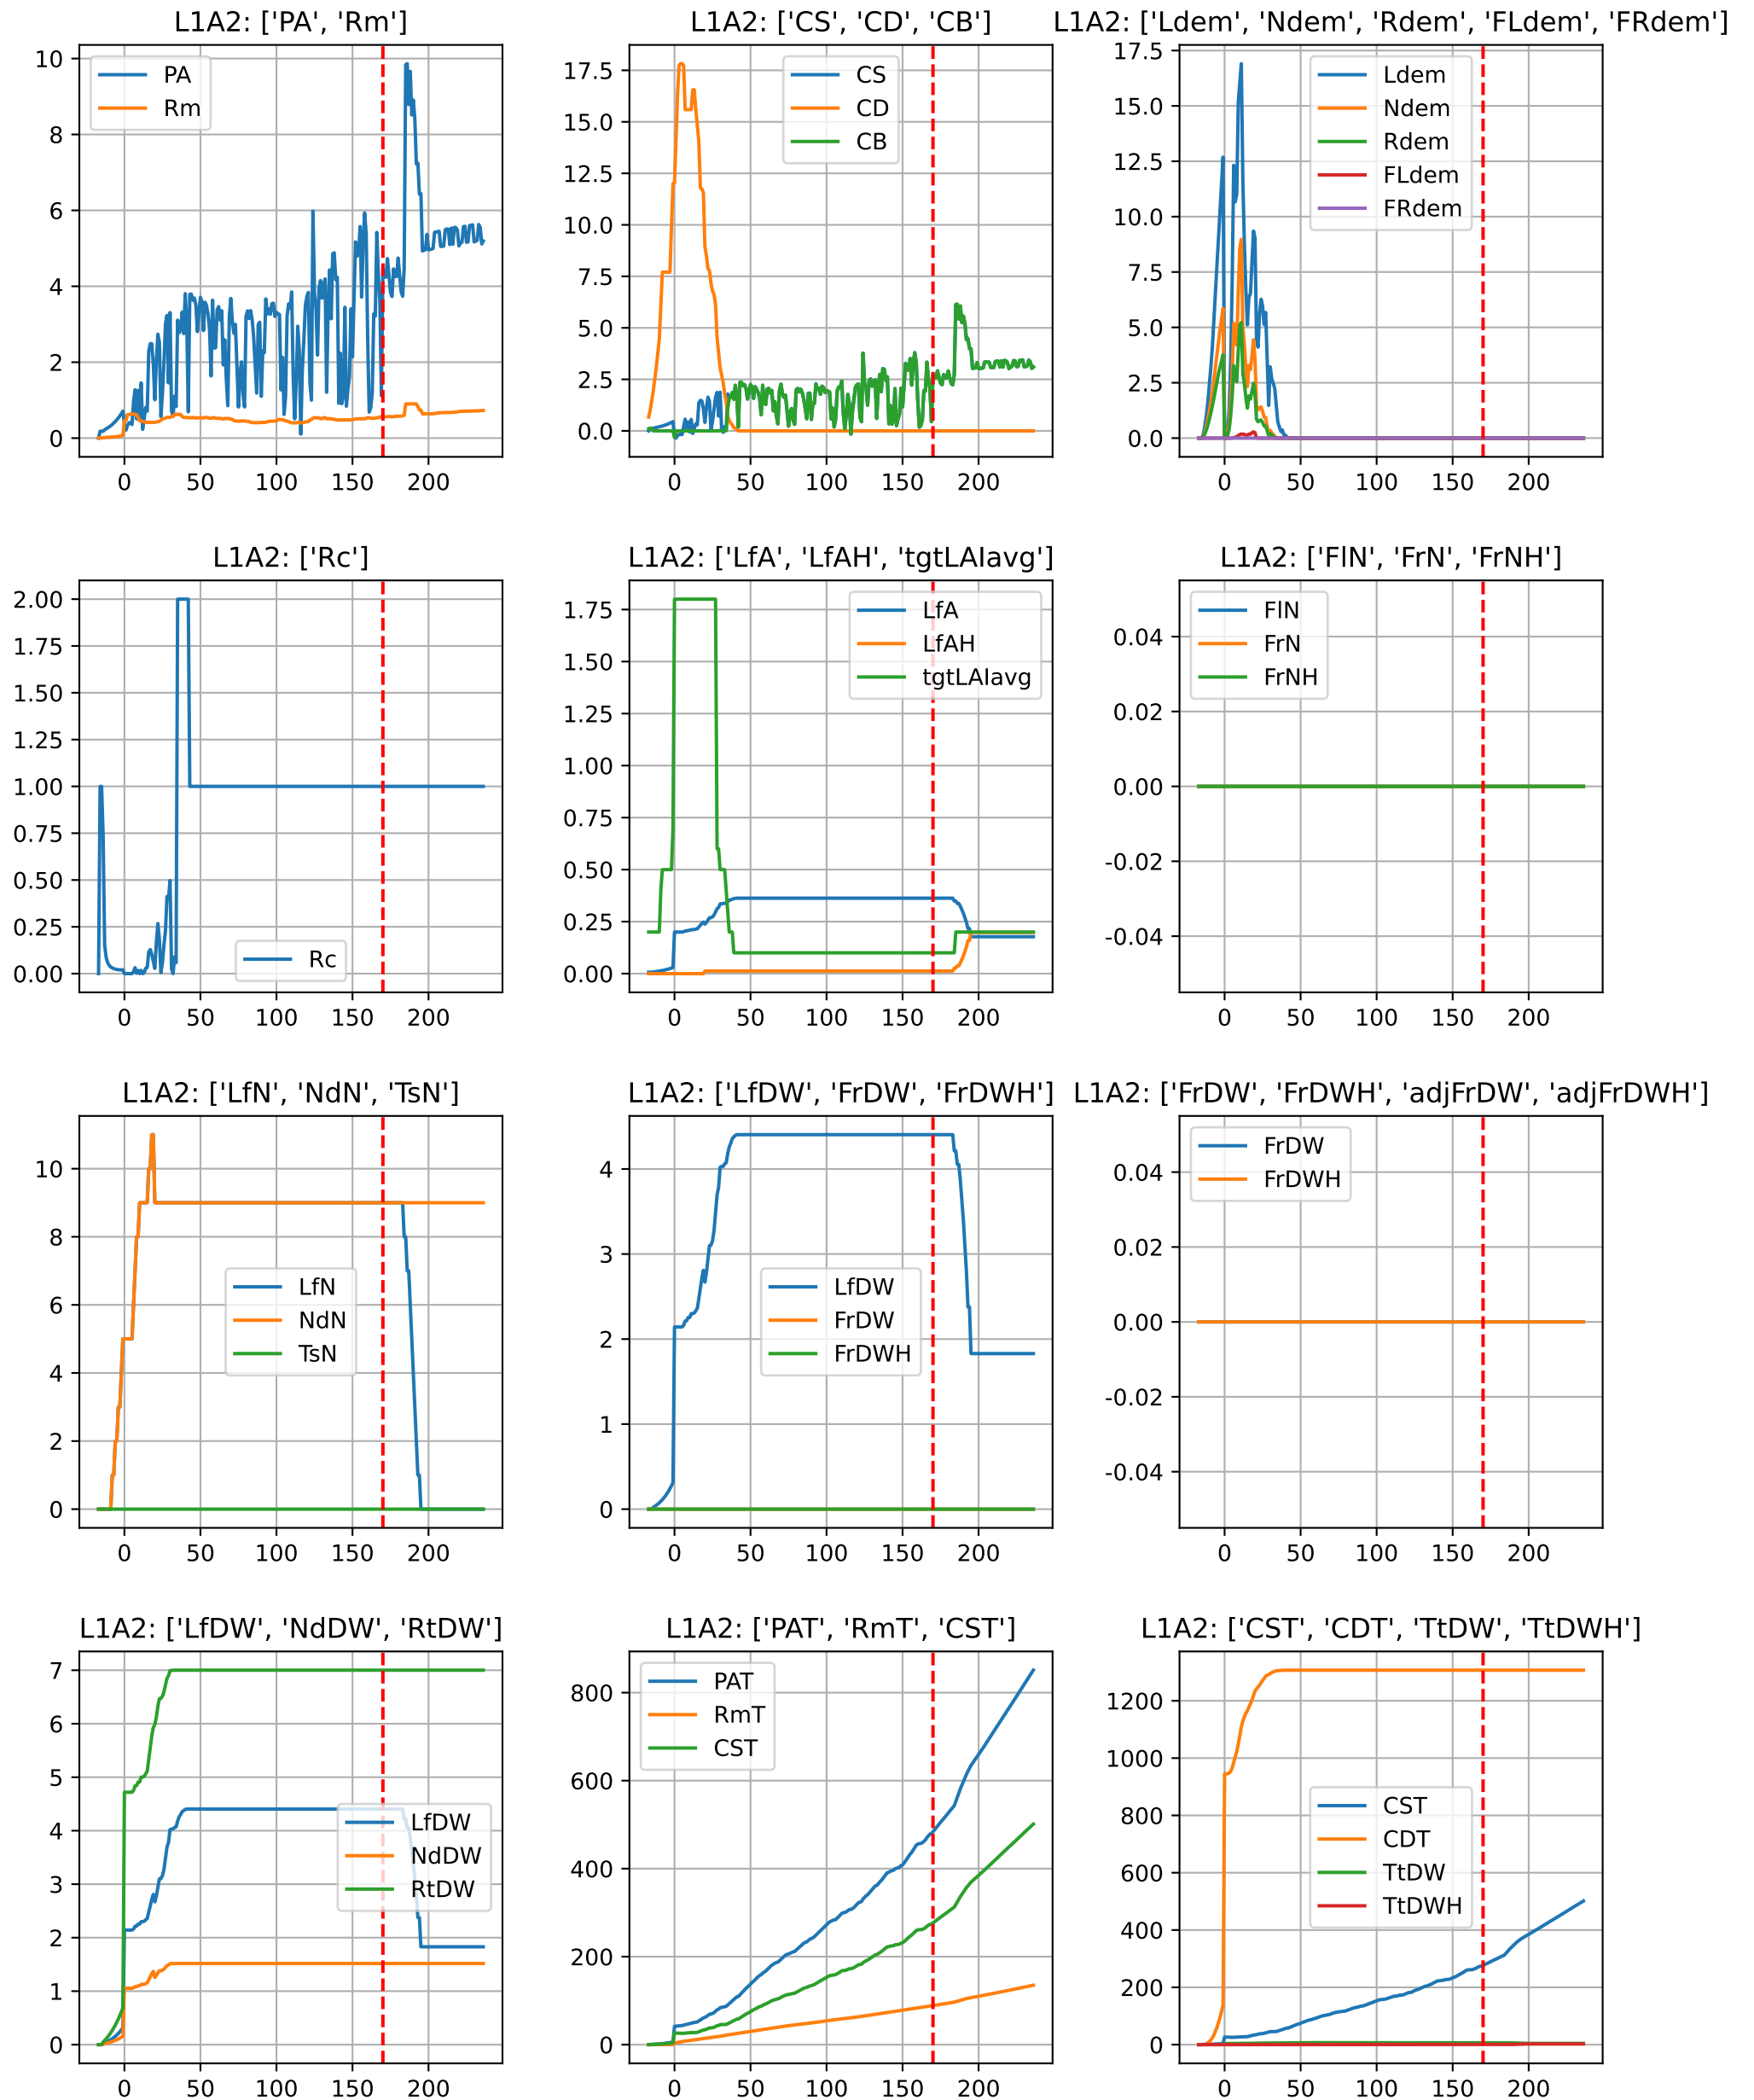 L1A2: ['PA', 'Rm']
10
8
6
4
2
0
PA
Rm
0 50 100 150 200
L1A2: ['CS', 'CD', 'CB']
17.5
15.0
12.5
10.0
7.5
5.0
2.5
0.0
CS
CD
CB
0 50 100 150 200
L1A2: ['Ldem', 'Ndem', 'Rdem', 'FLdem', 'FRdem']
17.5
15.0
12.5
10.0
7.5
5.0
2.5
0.0
Ldem
Ndem
Rdem
FLdem
FRdem
0 50 100 150 200
L1A2: ['Rc']
2.00
1.75
1.50
1.25
1.00
0.75
0.50
0.25
0.00
Rc
0 50 100 150 200
L1A2: ['LfA', 'LfAH', 'tgtLAIavg']
1.75
1.50
1.25
1.00
0.75
0.50
0.25
0.00
LfA
LfAH
tgtLAIavg
0 50 100 150 200
L1A2: ['FlN', 'FrN', 'FrNH']
0.04
0.02
0.00
-0.02
-0.04
FlN
FrN
FrNH
0 50 100 150 200
L1A2: ['LfN', 'NdN', 'TsN']
10
8
6
4
2
0
LfN
NdN
TsN
0 50 100 150 200
L1A2: ['LfDW', 'FrDW', 'FrDWH']
4
3
2
1
0
LfDW
FrDW
FrDWH
0 50 100 150 200
L1A2: ['FrDW', 'FrDWH', 'adjFrDW', 'adjFrDWH']
0.04
0.02
0.00
-0.02
-0.04
FrDW
FrDWH
0 50 100 150 200
L1A2: ['LfDW', 'NdDW', 'RtDW']
7
6
5
4
3
2
1
0
LfDW
NdDW
RtDW
0 50 100 150 200
L1A2: ['PAT', 'RmT', 'CST']
800
600
400
200
0
PAT
RmT
CST
0 50 100 150 200
L1A2: ['CST', 'CDT', 'TtDW', 'TtDWH']
1200
1000
800
600
400
200
0
CST
CDT
TtDW
TtDWH
0 50 100 150 200